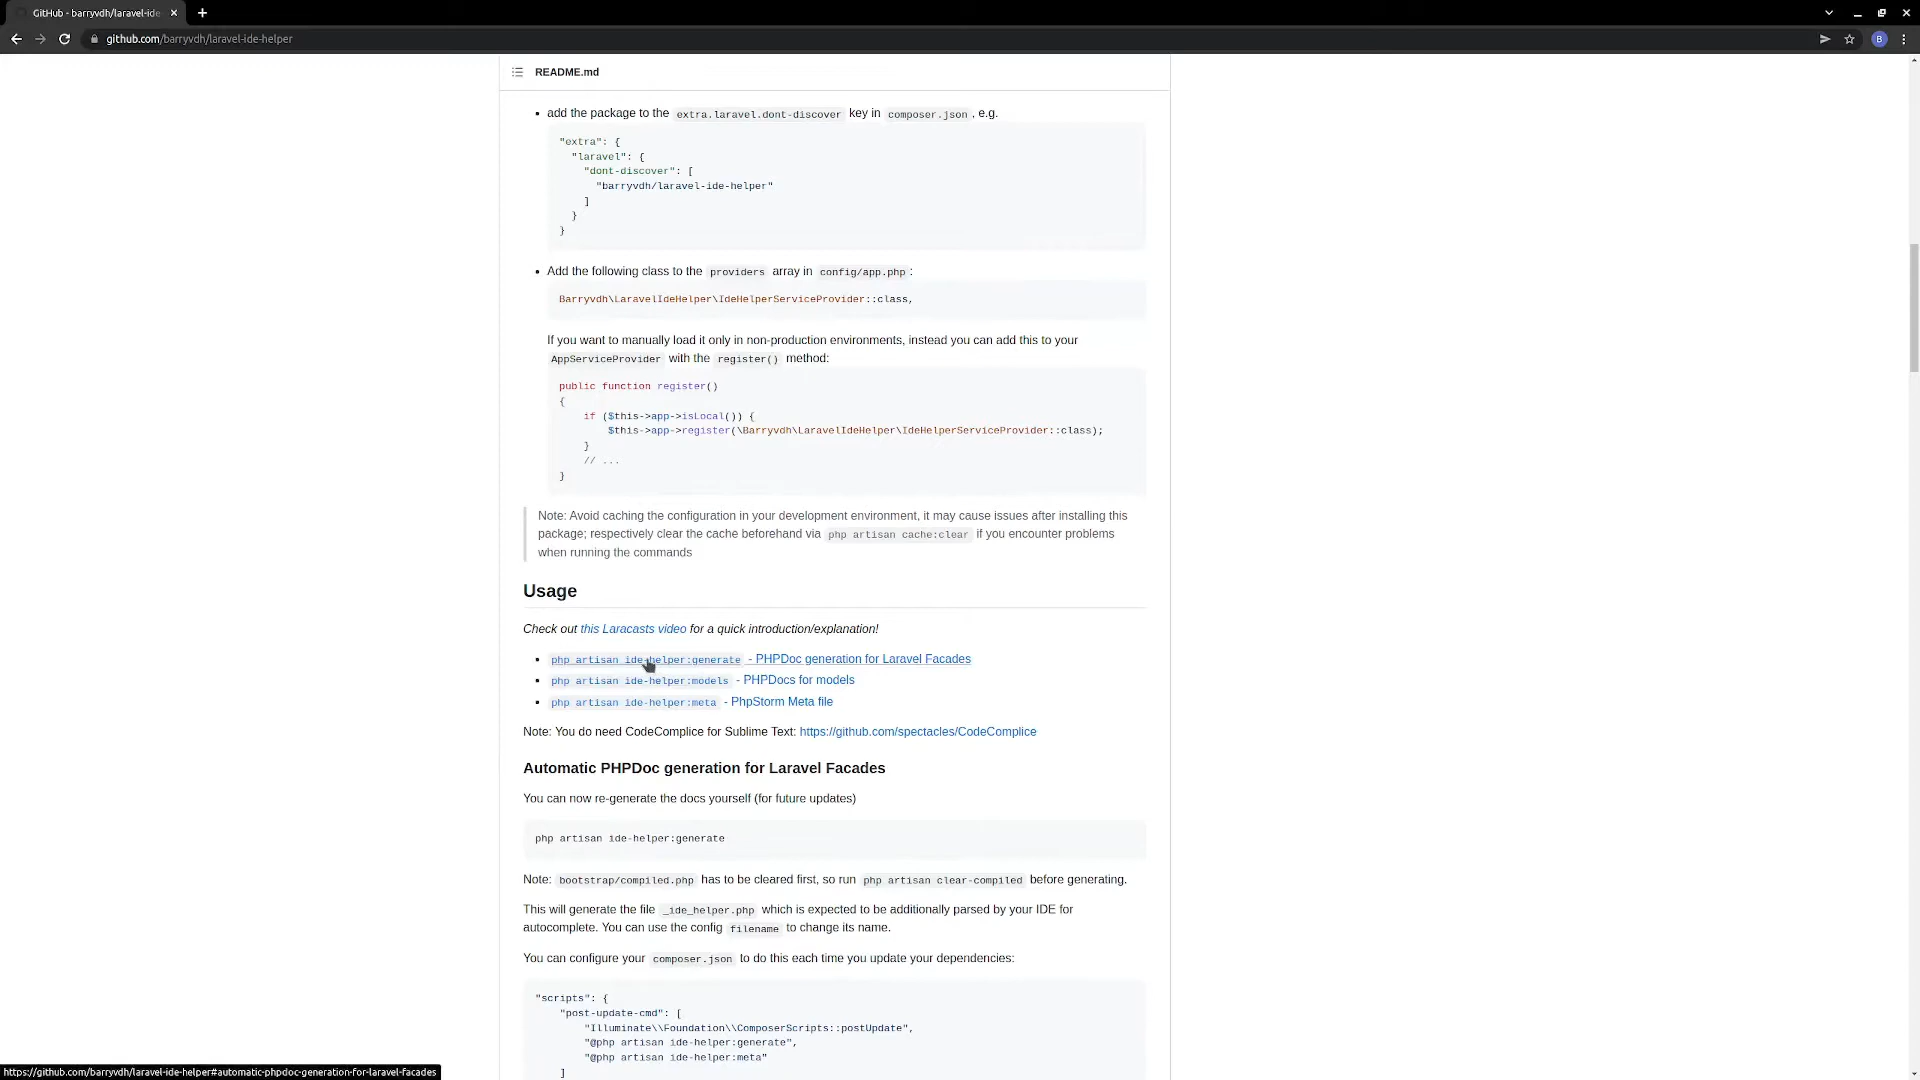 GitHub - barryvdh/laravel-ide
github.com/barryvdh/laravel-ide-helper
B
README.md
add the package to the extra.laravel.dont-discover key in composer.json, e.g.
"extra": {
"laravel": {
"dont-discover": [
"barryvdh/laravel-ide-helper"
]
}
}
Add the following class to the providers array in config/app.php:
Barryvdh\LaravelIdeHelper\IdeHelperServiceProvider::class,
If you want to manually load it only in non-production environments, instead you can add this to your
AppServiceProvider with the register() method:
public function register()
{
if ($this->app->isLocal()) {
$this->app->register(\Barryvdh\LaravelIdeHelper\IdeHelperServiceProvider::class);
}
// ...
}
Note: Avoid caching the configuration in your development environment, it may cause issues after installing this
package; respectively clear the cache beforehand via php artisan cache:clear if you encounter problems
when running the commands
Usage
Check out this Laracasts video for a quick introduction/explanation!
php artisan ide-helper:generate - PHPDoc generation for Laravel Facades
php artisan ide-helper:models - PHPDocs for models
php artisan ide-helper:meta - PhpStorm Meta file
Note: You do need CodeComplice for Sublime Text: https://github.com/spectacles/CodeComplice
Automatic PHPDoc generation for Laravel Facades
You can now re-generate the docs yourself (for future updates)
php artisan ide-helper:generate
Note: bootstrap/compiled.php has to be cleared first, so run php artisan clear-compiled before generating.
This will generate the file _ide_helper.php which is expected to be additionally parsed by your IDE for
autocomplete. You can use the config filename to change its name.
You can configure your composer.json to do this each time you update your dependencies:
"scripts": {
"post-update-cmd": [
"Illuminate\\Foundation\\ComposerScripts::postUpdate",
"@php artisan ide-helper:generate",
"@php artisan ide-helper:meta"
]
https://github.com/barryvdh/laravel-ide-helper#automatic-phpdoc-generation-for-laravel-facades